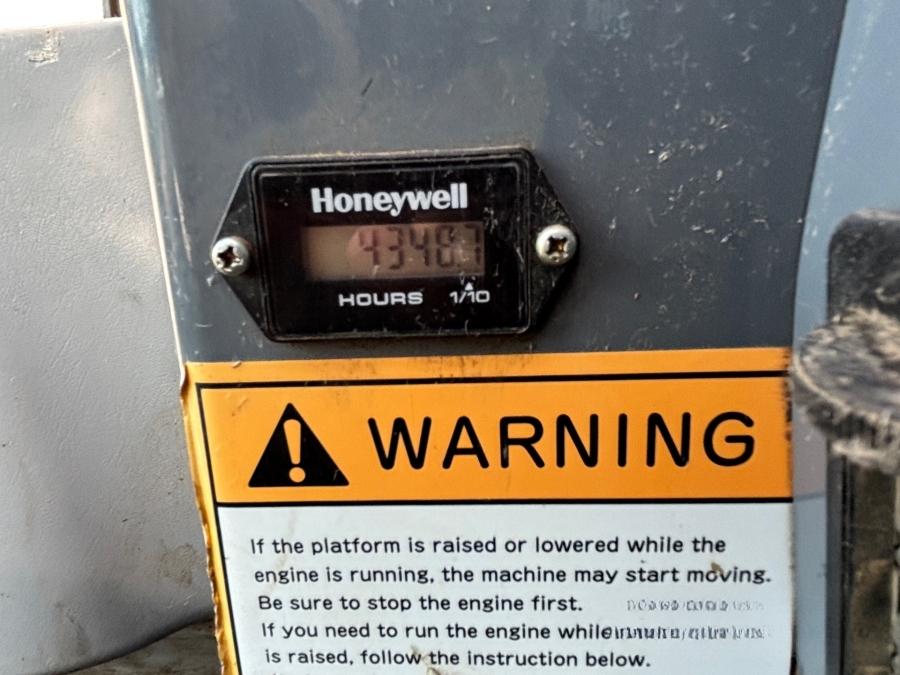 Honeywell
4348.7
HOURS 1/10
WARNING
If the platform is raised or lowered while the
engine is running, the machine may start moving.
Be sure to stop the engine first.
If you need to run the engine while
is raised, follow the instruction below.